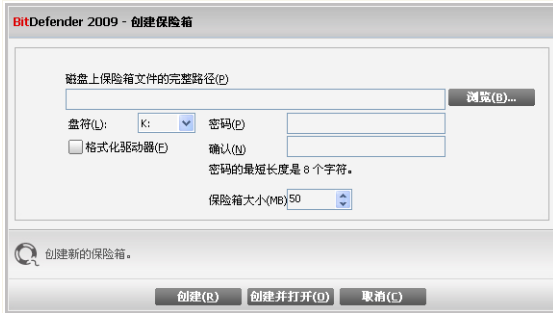 BitDefender 2009 - 创建保险箱
磁盘上保险箱文件的完整路径(P)
浏览(B)...
盘符(L): K: 密码(P)
格式化驱动器(F) 确认(N)
密码的最短长度是 8 个字符。
保险箱大小(MB) 50
创建新的保险箱。
创建(R) 创建并打开(O) 取消(C)